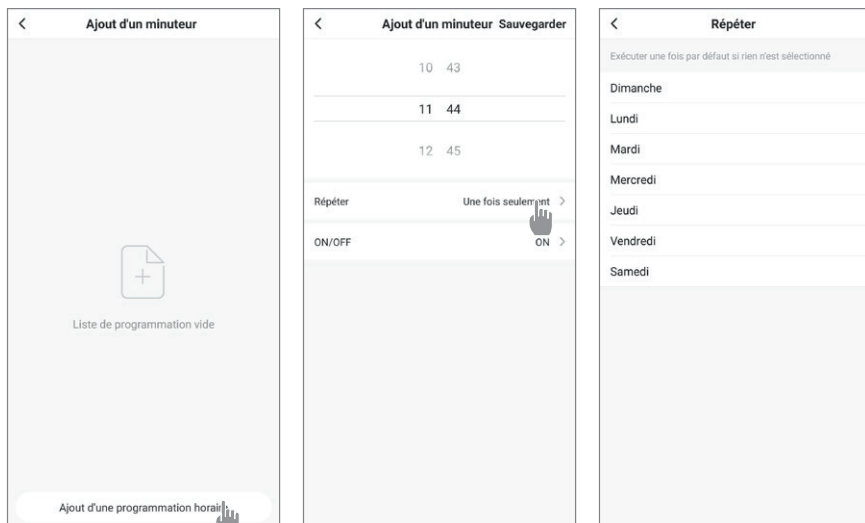 Ajout d'un minuteur
Liste de programmation vide
Ajout d'une programmation horaire
Ajout d'un minuteur Sauvegarder
10 43
11 44
12 45
Répéter Une fois seulement
ON/OFF ON
Répéter
Exécuter une fois par défaut si rien n'est sélectionné
Dimanche
Lundi
Mardi
Mercredi
Jeudi
Vendredi
Samedi